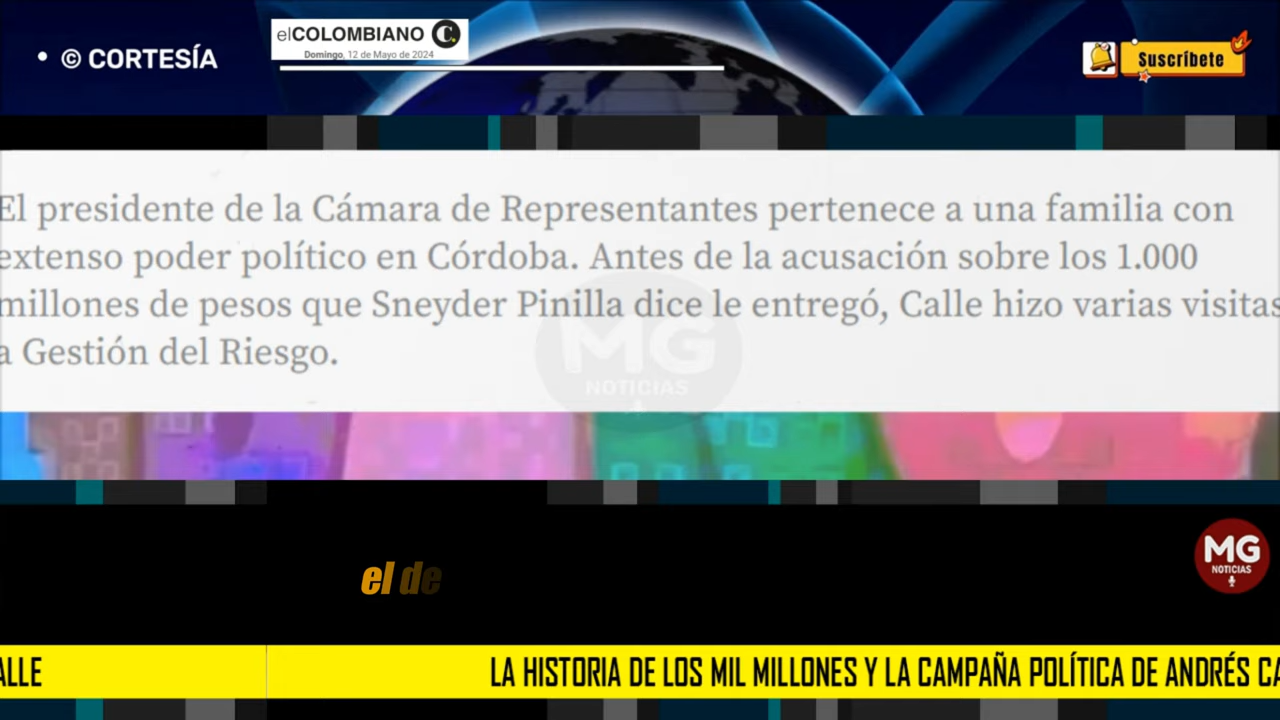 © CORTESÍA
elCOLOMBIANO C
Domingo, 12 de Mayo de 2024
Suscríbete
El presidente de la Cámara de Representantes pertenece a una familia con
extenso poder político en Córdoba. Antes de la acusación sobre los 1.000
millones de pesos que Sneyder Pinilla dice le entregó, Calle hizo varias visitas
a Gestión del Riesgo.
MG
NOTICIAS
el de
MG
NOTICIAS
ALLE
LA HISTORIA DE LOS MIL MILLONES Y LA CAMPAÑA POLÍTICA DE ANDRÉS CA